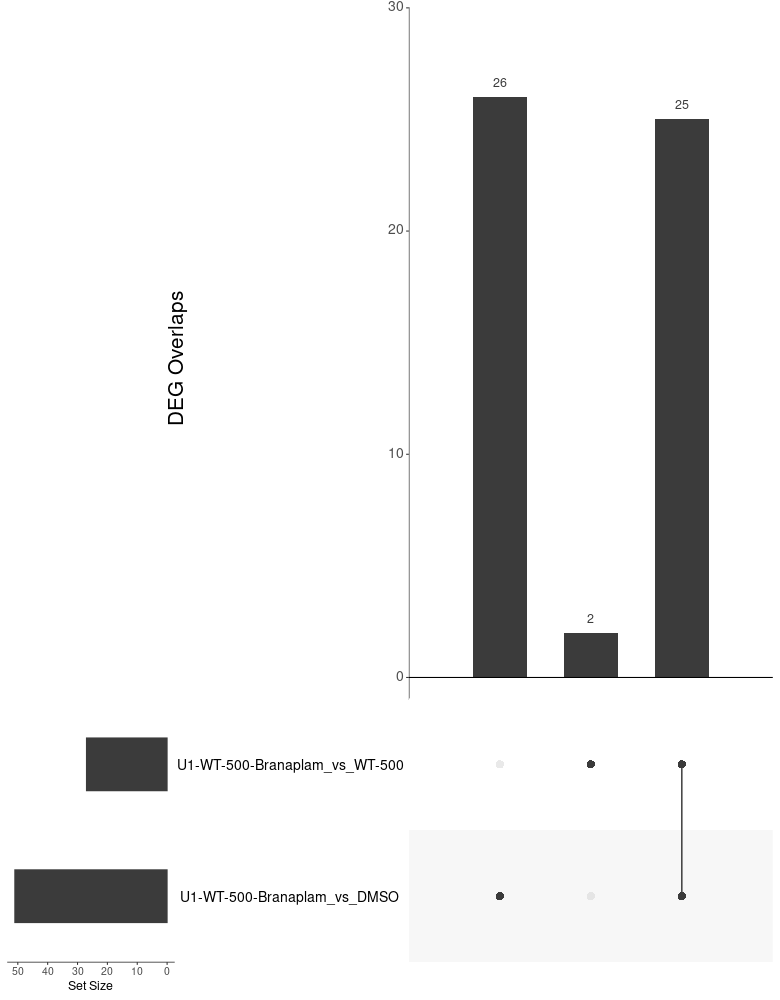 30
26
25
20
DEG Overlaps
10
2
0
U1-WT-500-Branaplam_vs_WT-500
U1-WT-500-Branaplam_vs_DMSO
50 40 30 20 10 0
Set Size